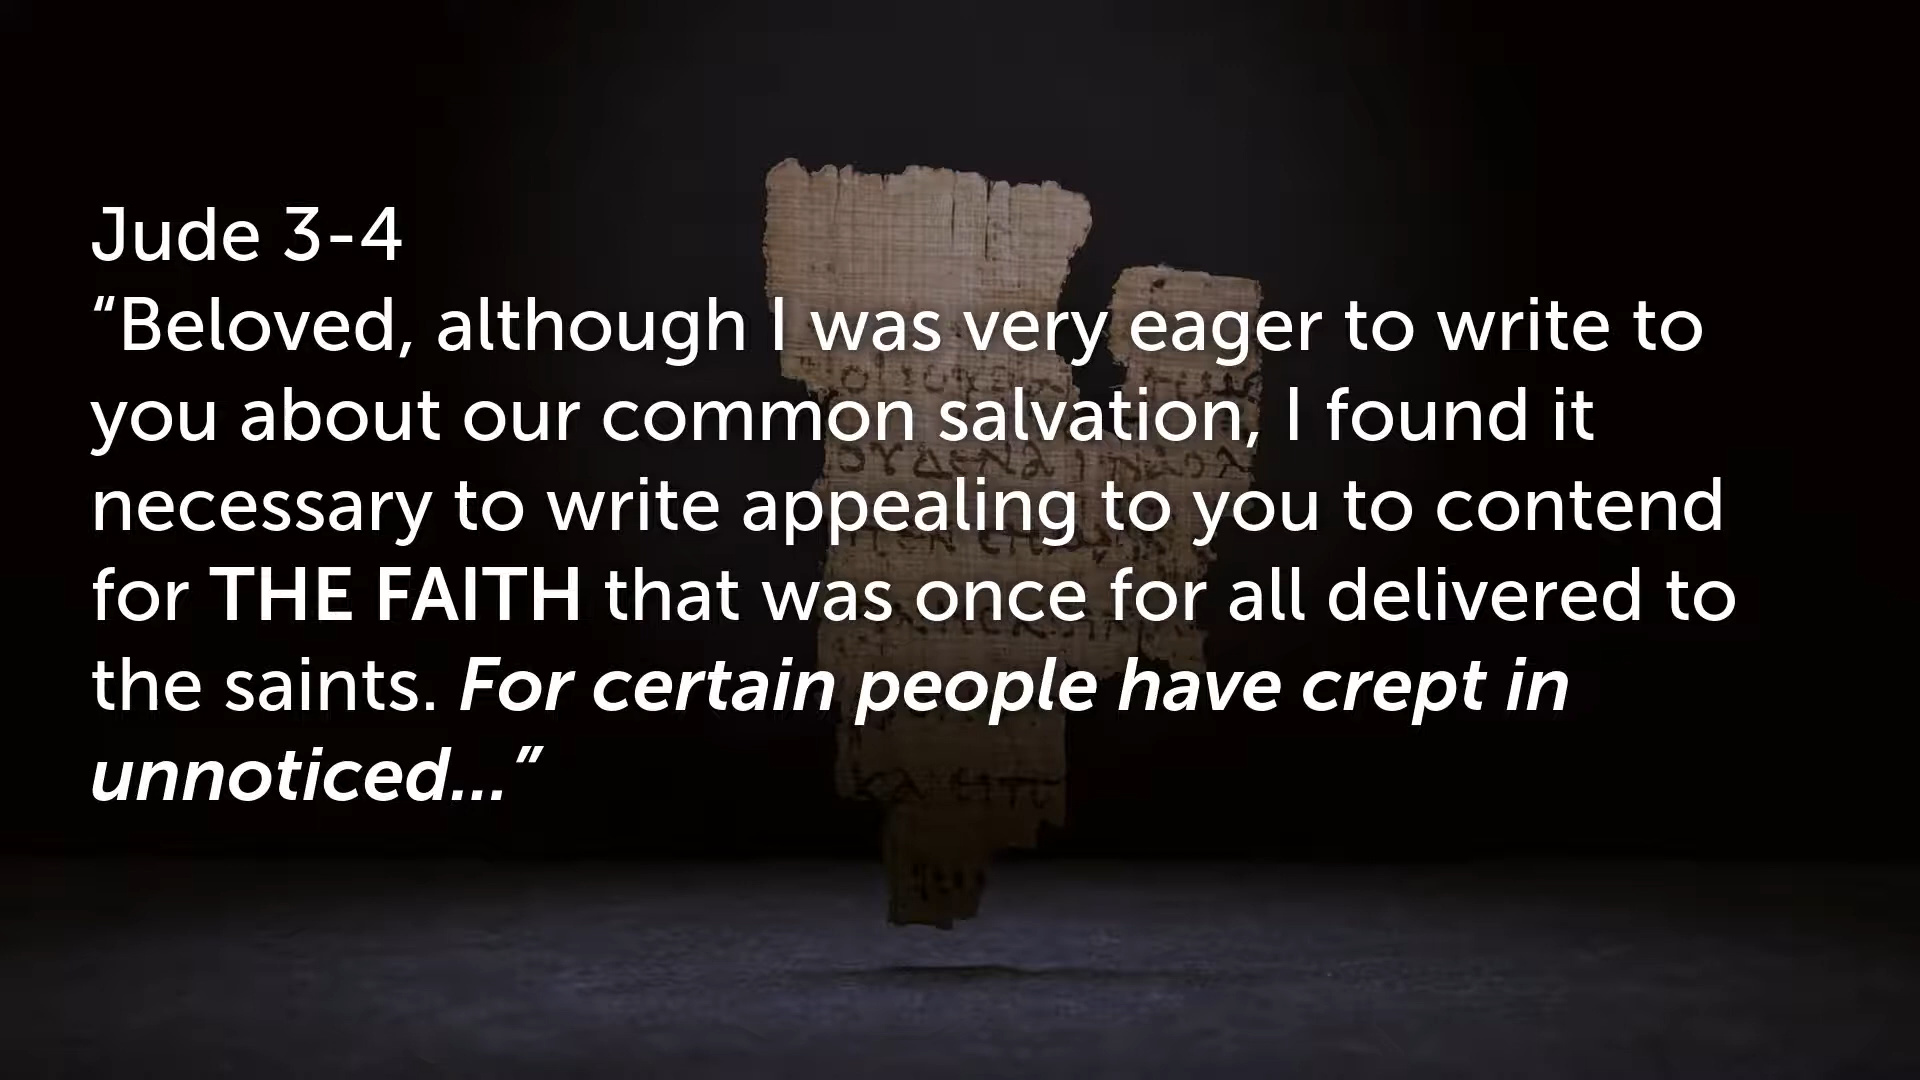 Jude 3-4
“Beloved, although I was very eager to write to
you about our common salvation, I found it
necessary to write appealing to you to contend
for THE FAITH that was once for all delivered to
the saints. For certain people have crept in
unnoticed...”